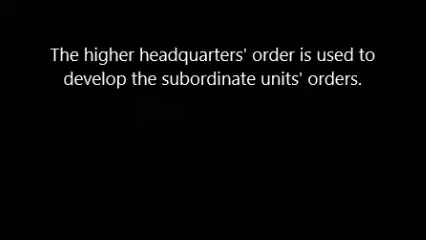 The higher headquarters' order is used to
develop the subordinate units' orders.